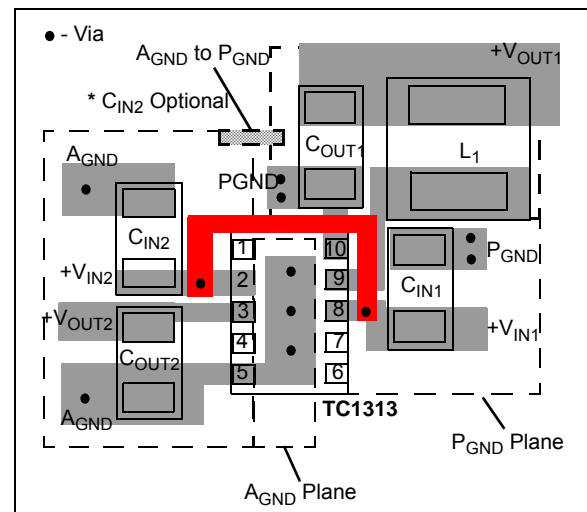 ● - Via
AGND to PGND
* CIN2 Optional
+VOUT1
AGND
COUT1
L1
PGND
CIN2
1
10
PGND
+VIN2
2
9
CIN1
+VOUT2
3
8
+VIN1
COUT2
4
7
5
6
AGND
TC1313
PGND Plane
AGND Plane